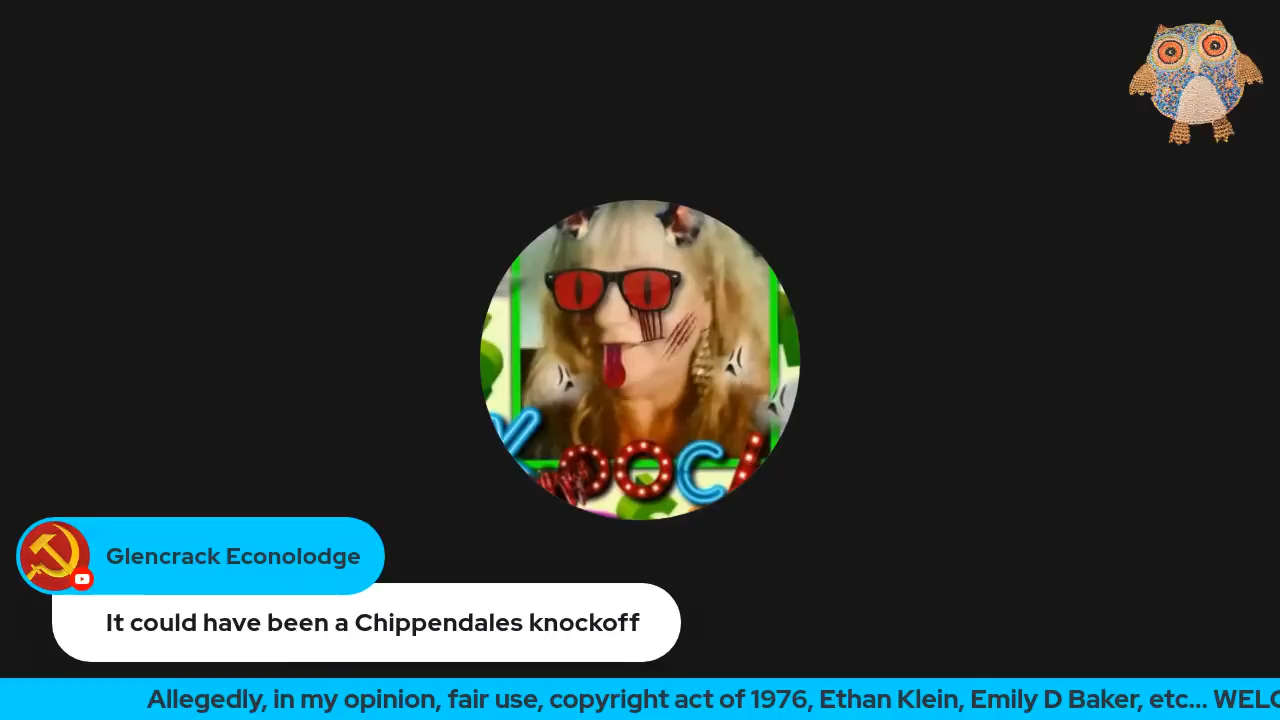 Y OOC
Glencrack Econolodge
It could have been a Chippendales knockoff
Allegedly, in my opinion, fair use, copyright act of 1976, Ethan Klein, Emily D Baker, etc... WELC